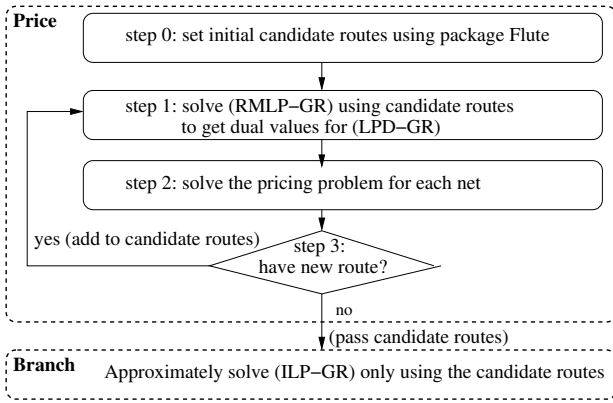 Price
step 0: set initial candidate routes using package Flute
step 1: solve (RMLP−GR) using candidate routes
to get dual values for (LPD−GR)
step 2: solve the pricing problem for each net
yes (add to candidate routes)
step 3:
have new route?
no
(pass candidate routes)
Branch
Approximately solve (ILP−GR) only using the candidate routes